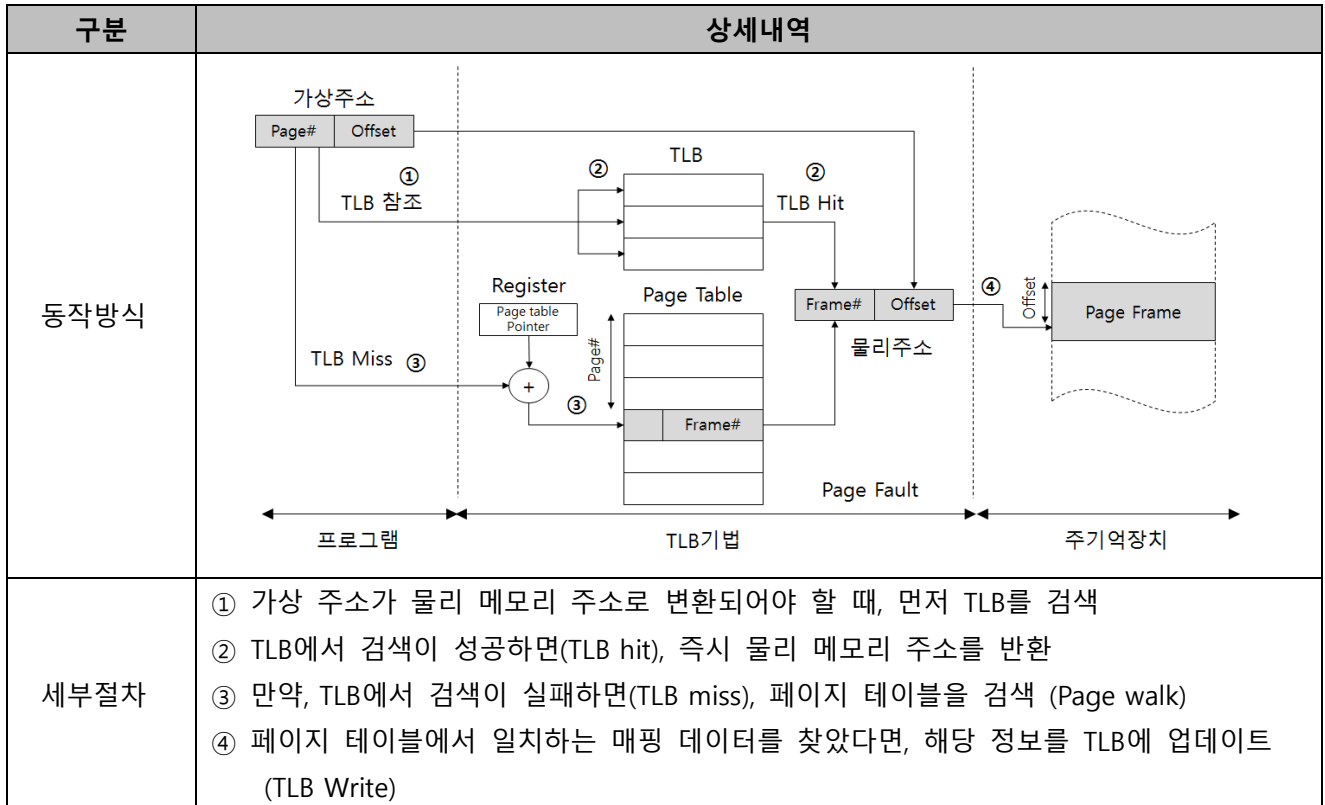 구분
상세내역
동작방식
가상주소
Page# Offset
TLB
①
TLB 참조
②
②
TLB Hit
Register
Page table
Pointer
Page Table
Page#
Frame# Offset
물리주소
④
Offset
Page Frame
TLB Miss ③
+
③
Frame#
Page Fault
프로그램
TLB기법
주기억장치
세부절차
① 가상 주소가 물리 메모리 주소로 변환되어야 할 때, 먼저 TLB를 검색
② TLB에서 검색이 성공하면(TLB hit), 즉시 물리 메모리 주소를 반환
③ 만약, TLB에서 검색이 실패하면(TLB miss), 페이지 테이블을 검색 (Page walk)
④ 페이지 테이블에서 일치하는 매핑 데이터를 찾았다면, 해당 정보를 TLB에 업데이트
(TLB Write)